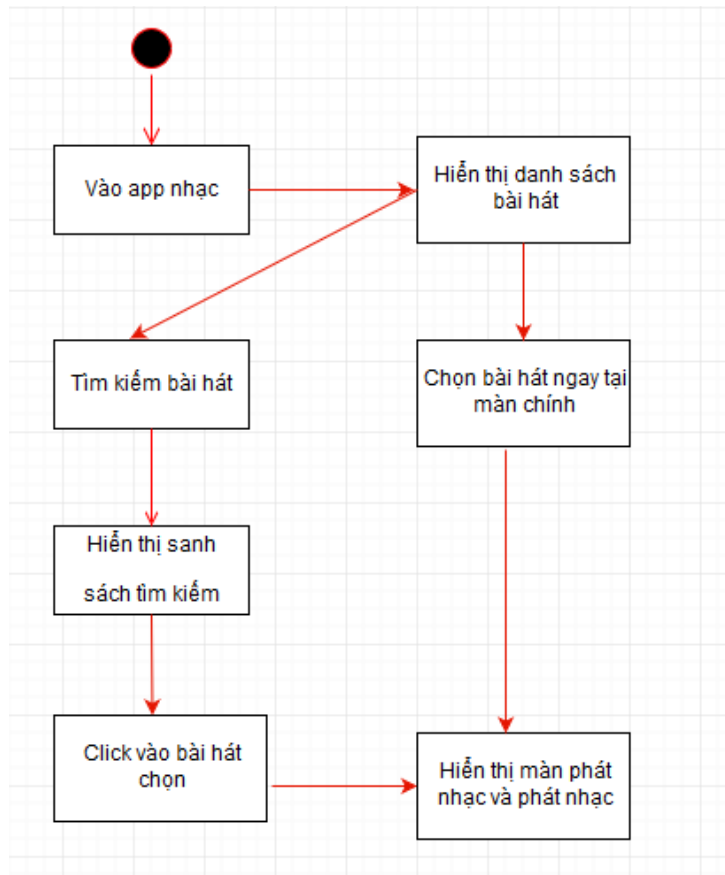 Vào app nhạc
Hiển thị danh sách
bài hát
Tìm kiếm bài hát
Chọn bài hát ngay tại
màn chính
Hiển thị sanh
sách tìm kiếm
Click vào bài hát
chọn
Hiển thị màn phát
nhạc và phát nhạc